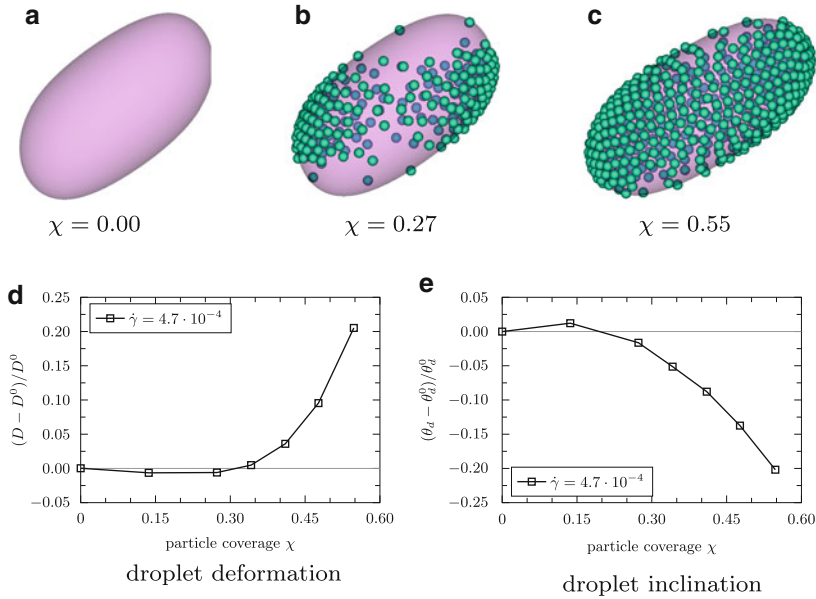 a
b
c
χ = 0.00
χ = 0.27
χ = 0.55
d
0.25
0.20
0.15
0.10
0.05
0.00
−0.05
(D − D⁰)/D⁰
γ̇ = 4.7 · 10⁻⁴
0 0.15 0.30 0.45 0.60
particle coverage χ
droplet deformation
e
0.05
0.00
−0.05
−0.10
−0.15
−0.20
−0.25
(θ_d − θ_d⁰)/θ_d⁰
γ̇ = 4.7 · 10⁻⁴
0 0.15 0.30 0.45 0.60
particle coverage χ
droplet inclination